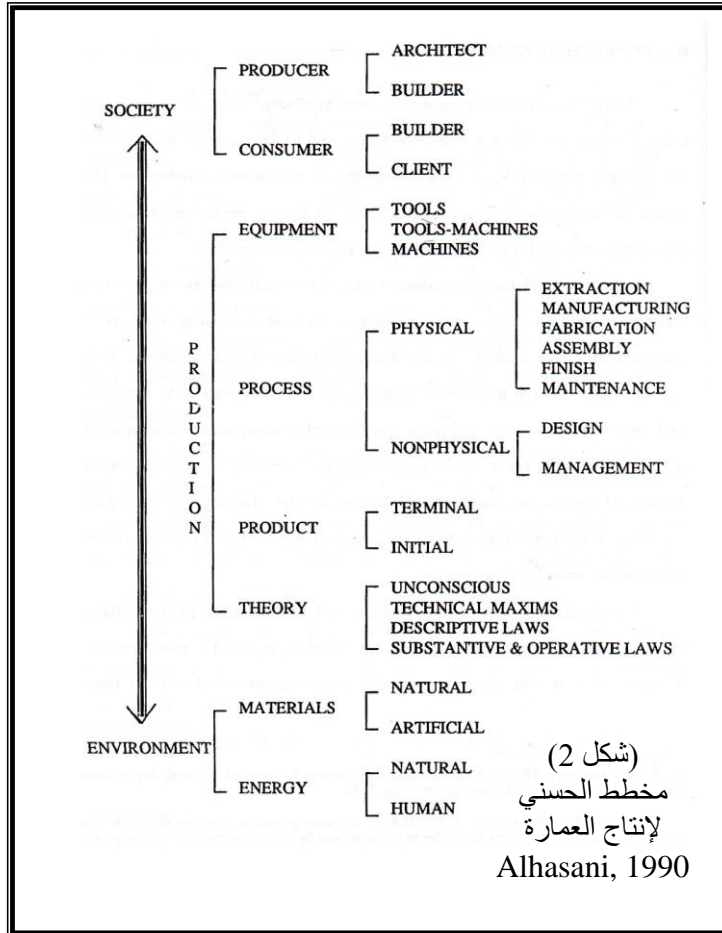 SOCIETY
PRODUCER
ARCHITECT
BUILDER
CONSUMER
BUILDER
CLIENT
PRODUCTION
EQUIPMENT
TOOLS
TOOLS-MACHINES
MACHINES
PROCESS
PHYSICAL
EXTRACTION
MANUFACTURING
FABRICATION
ASSEMBLY
FINISH
MAINTENANCE
NONPHYSICAL
DESIGN
MANAGEMENT
PRODUCT
TERMINAL
INITIAL
THEORY
UNCONSCIOUS
TECHNICAL MAXIMS
DESCRIPTIVE LAWS
SUBSTANTIVE & OPERATIVE LAWS
ENVIRONMENT
MATERIALS
NATURAL
ARTIFICIAL
ENERGY
NATURAL
HUMAN
(شكل 2)
مخطط الحسني
لإنتاج العمارة
Alhasani, 1990